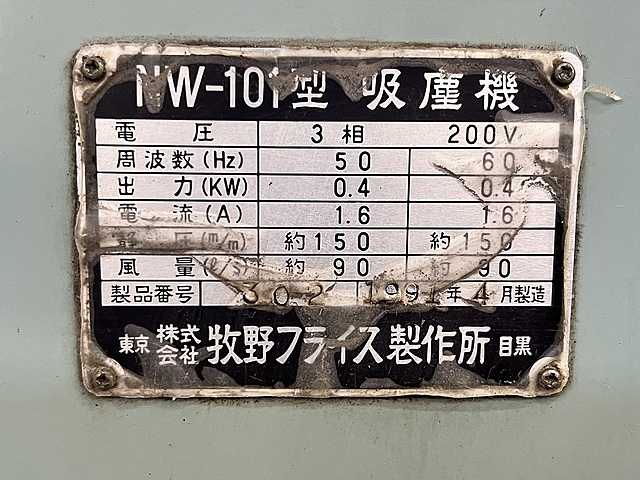 NW-101型 吸塵機
電圧 3相 200V
周波数(Hz) 50 60
出力(KW) 0.4 0.4
電流(A) 1.6 1.6
静圧(m/m) 約150 約150
風量(ℓ/S) 約90 約90
製品番号 302 1991年4月製造
東京 株式会社 牧野フライス製作所 目黒